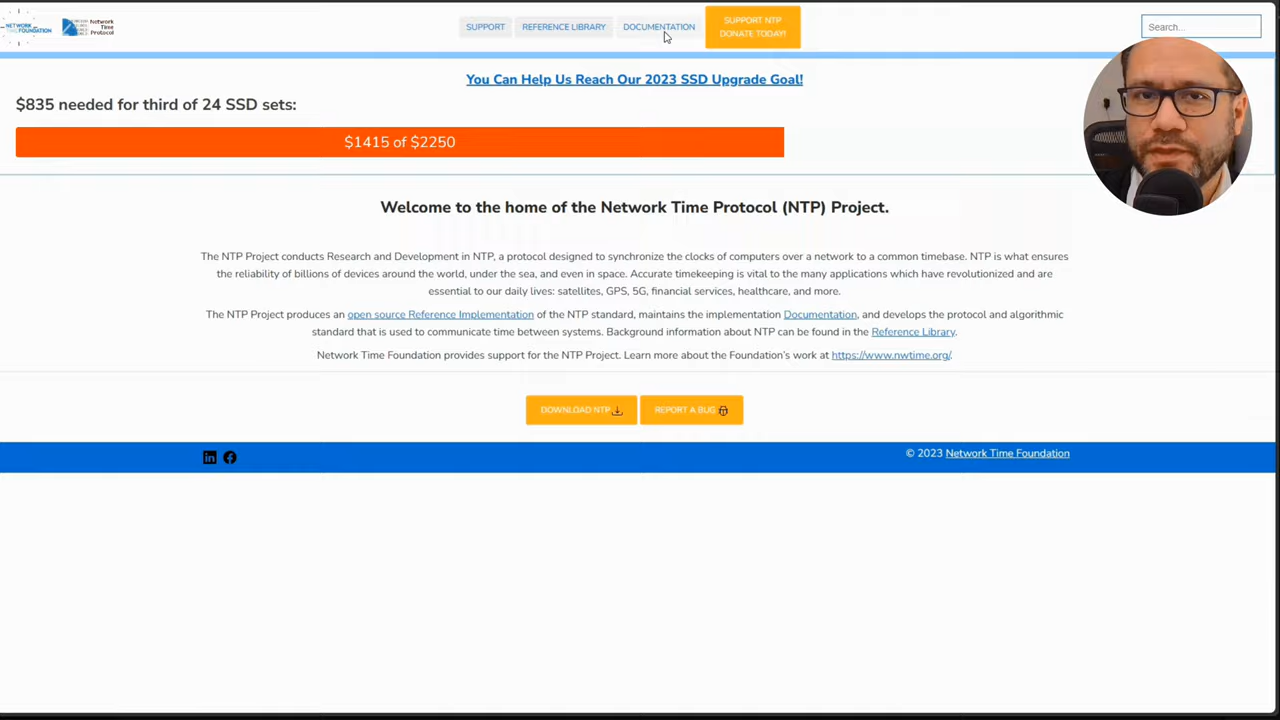 NETWORK
TIME FOUNDATION
Network
Time
Protocol
SUPPORT
REFERENCE LIBRARY
DOCUMENTATION
SUPPORT NTP
DONATE TODAY!
Search...
You Can Help Us Reach Our 2023 SSD Upgrade Goal!
$835 needed for third of 24 SSD sets:
$1415 of $2250
Welcome to the home of the Network Time Protocol (NTP) Project.
The NTP Project conducts Research and Development in NTP, a protocol designed to synchronize the clocks of computers over a network to a common timebase. NTP is what ensures
the reliability of billions of devices around the world, under the sea, and even in space. Accurate timekeeping is vital to the many applications which have revolutionized and are
essential to our daily lives: satellites, GPS, 5G, financial services, healthcare, and more.
The NTP Project produces an open source Reference Implementation of the NTP standard, maintains the implementation Documentation, and develops the protocol and algorithmic
standard that is used to communicate time between systems. Background information about NTP can be found in the Reference Library.
Network Time Foundation provides support for the NTP Project. Learn more about the Foundation's work at https://www.nwtime.org/.
DOWNLOAD NTP
REPORT A BUG
© 2023 Network Time Foundation